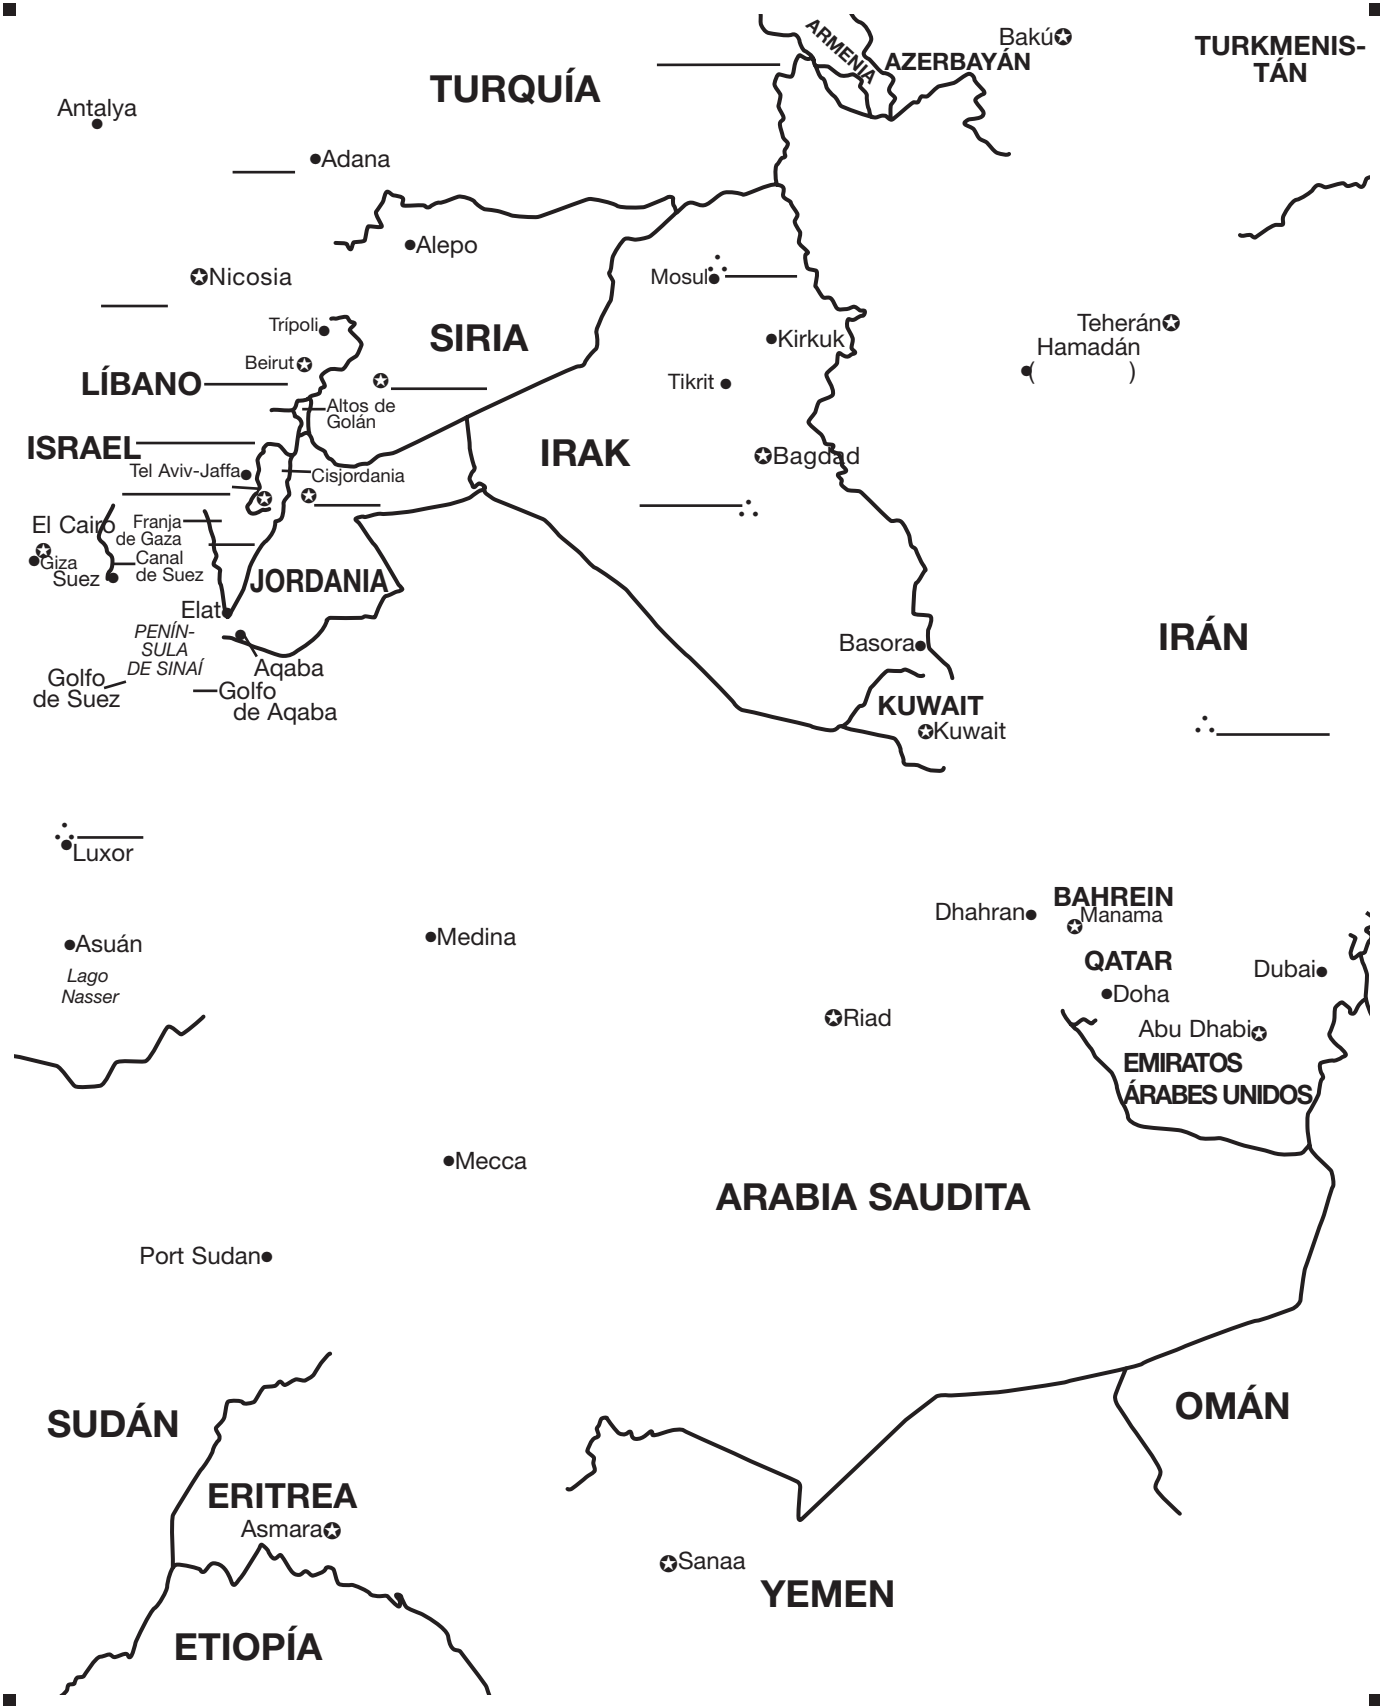 Bakú
ARMENIA
AZERBAYÁN
TURKMENIS-
TÁN
TURQUÍA
Antalya
Adana
Alepo
Nicosia
Mosul
Trípoli
SIRIA
Kirkuk
Teherán
Hamadán
( )
Beirut
LÍBANO
Tikrit
Altos de
Golán
ISRAEL
IRAK
Bagdad
Tel Aviv-Jaffa
Cisjordania
El Cairo
Franja
de Gaza
Giza
Canal
de Suez
Suez
JORDANIA
Elat
PENÍN-
SULA
DE SINAÍ
Aqaba
Golfo
de Suez
Golfo
de Aqaba
Basora
IRÁN
KUWAIT
Kuwait
Luxor
Dhahran
BAHREIN
Manama
Asuán
Medina
QATAR
Dubai
Lago
Nasser
Doha
Riad
Abu Dhabi
EMIRATOS
ÁRABES UNIDOS
Mecca
ARABIA SAUDITA
Port Sudan
SUDÁN
OMÁN
ERITREA
Asmara
Sanaa
YEMEN
ETIOPÍA